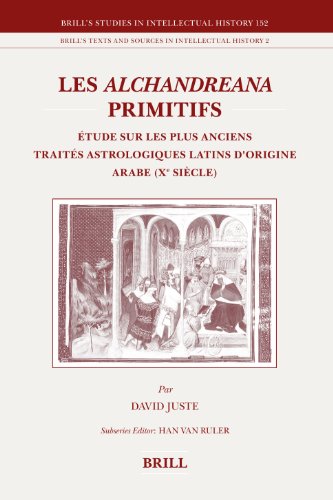 BRILL'S STUDIES IN INTELLECTUAL HISTORY 152
BRILL'S TEXTS AND SOURCES IN INTELLECTUAL HISTORY 2
LES ALCHANDREANA
PRIMITIFS
ÉTUDE SUR LES PLUS ANCIENS
TRAITÉS ASTROLOGIQUES LATINS D'ORIGINE
ARABE (Xe SIÈCLE)
Par
DAVID JUSTE
Subseries Editor: HAN VAN RULER
BRILL